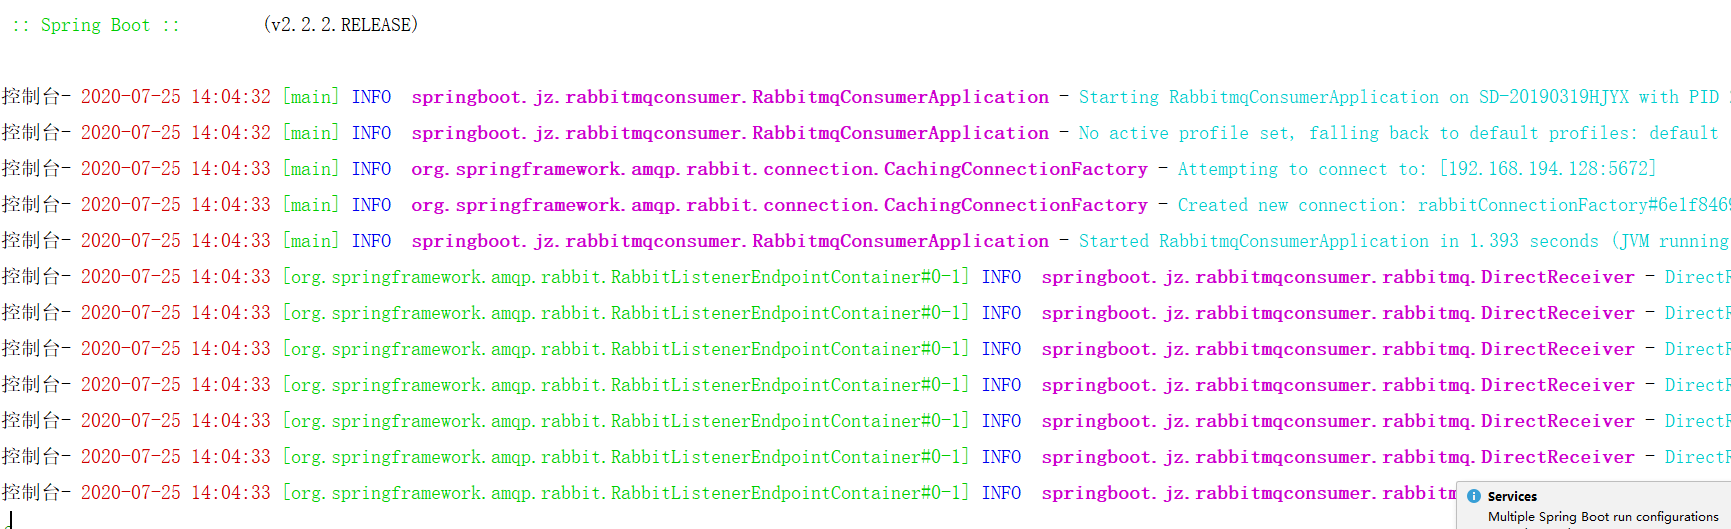 :: Spring Boot :: (v2.2.2.RELEASE)
控制台- 2020-07-25 14:04:32 [main] INFO springboot.jz.rabbitmqconsumer.RabbitmqConsumerApplication - Starting RabbitmqConsumerApplication on SD-20190319HJYX with PID
控制台- 2020-07-25 14:04:32 [main] INFO springboot.jz.rabbitmqconsumer.RabbitmqConsumerApplication - No active profile set, falling back to default profiles: default
控制台- 2020-07-25 14:04:33 [main] INFO org.springframework.amqp.rabbit.connection.CachingConnectionFactory - Attempting to connect to: [192.168.194.128:5672]
控制台- 2020-07-25 14:04:33 [main] INFO org.springframework.amqp.rabbit.connection.CachingConnectionFactory - Created new connection: rabbitConnectionFactory#6e1f8469
控制台- 2020-07-25 14:04:33 [main] INFO springboot.jz.rabbitmqconsumer.RabbitmqConsumerApplication - Started RabbitmqConsumerApplication in 1.393 seconds (JVM running
控制台- 2020-07-25 14:04:33 [org.springframework.amqp.rabbit.RabbitListenerEndpointContainer#0-1] INFO springboot.jz.rabbitmqconsumer.rabbitmq.DirectReceiver - DirectR
控制台- 2020-07-25 14:04:33 [org.springframework.amqp.rabbit.RabbitListenerEndpointContainer#0-1] INFO springboot.jz.rabbitmqconsumer.rabbitmq.DirectReceiver - DirectR
控制台- 2020-07-25 14:04:33 [org.springframework.amqp.rabbit.RabbitListenerEndpointContainer#0-1] INFO springboot.jz.rabbitmqconsumer.rabbitmq.DirectReceiver - DirectR
控制台- 2020-07-25 14:04:33 [org.springframework.amqp.rabbit.RabbitListenerEndpointContainer#0-1] INFO springboot.jz.rabbitmqconsumer.rabbitmq.DirectReceiver - DirectR
控制台- 2020-07-25 14:04:33 [org.springframework.amqp.rabbit.RabbitListenerEndpointContainer#0-1] INFO springboot.jz.rabbitmqconsumer.rabbitmq.DirectReceiver - DirectR
控制台- 2020-07-25 14:04:33 [org.springframework.amqp.rabbit.RabbitListenerEndpointContainer#0-1] INFO springboot.jz.rabbitmqconsumer.rabbitmq.DirectReceiver - DirectR
控制台- 2020-07-25 14:04:33 [org.springframework.amqp.rabbit.RabbitListenerEndpointContainer#0-1] INFO springboot.jz.rabbitmqconsumer.rabbitm
Services
Multiple Spring Boot run configurations